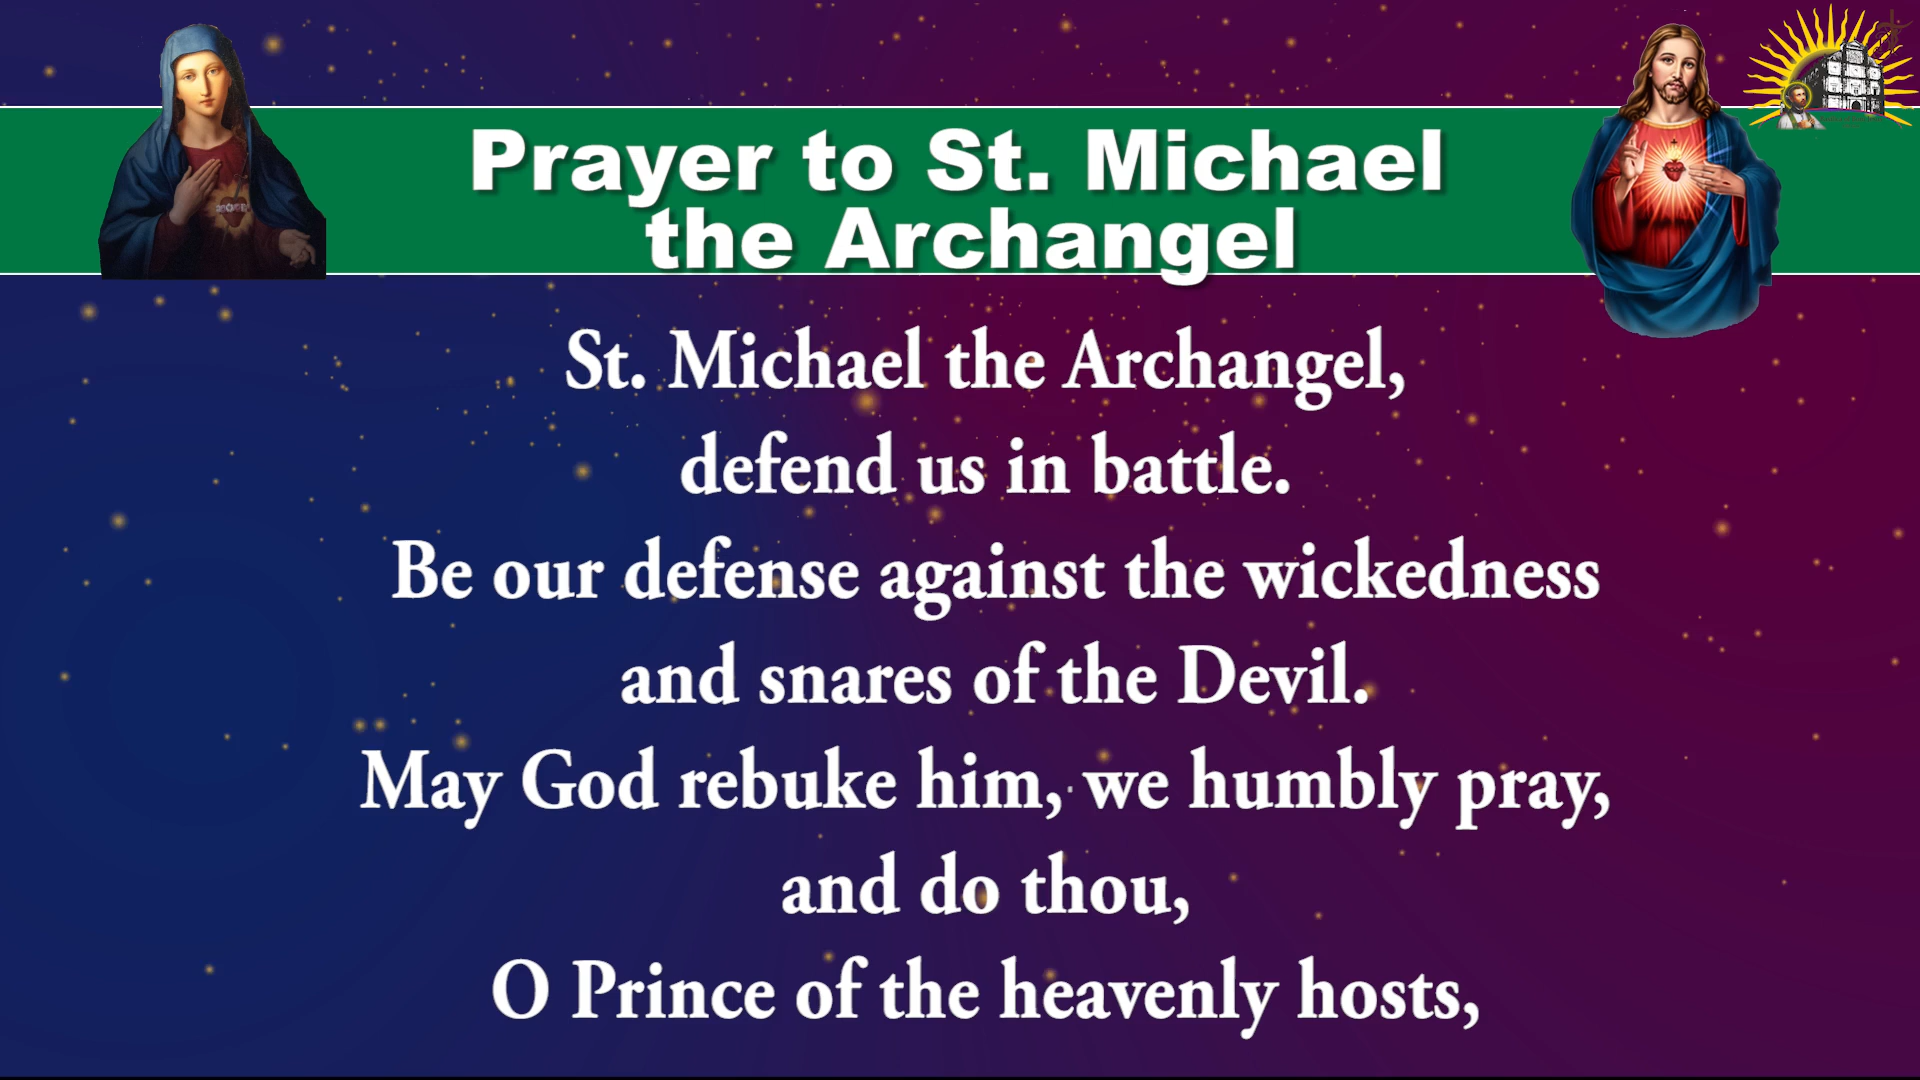 Prayer to St. Michael
the Archangel
St. Michael the Archangel,
defend us in battle.
Be our defense against the wickedness
and snares of the Devil.
May God rebuke him, we humbly pray,
and do thou,
O Prince of the heavenly hosts,